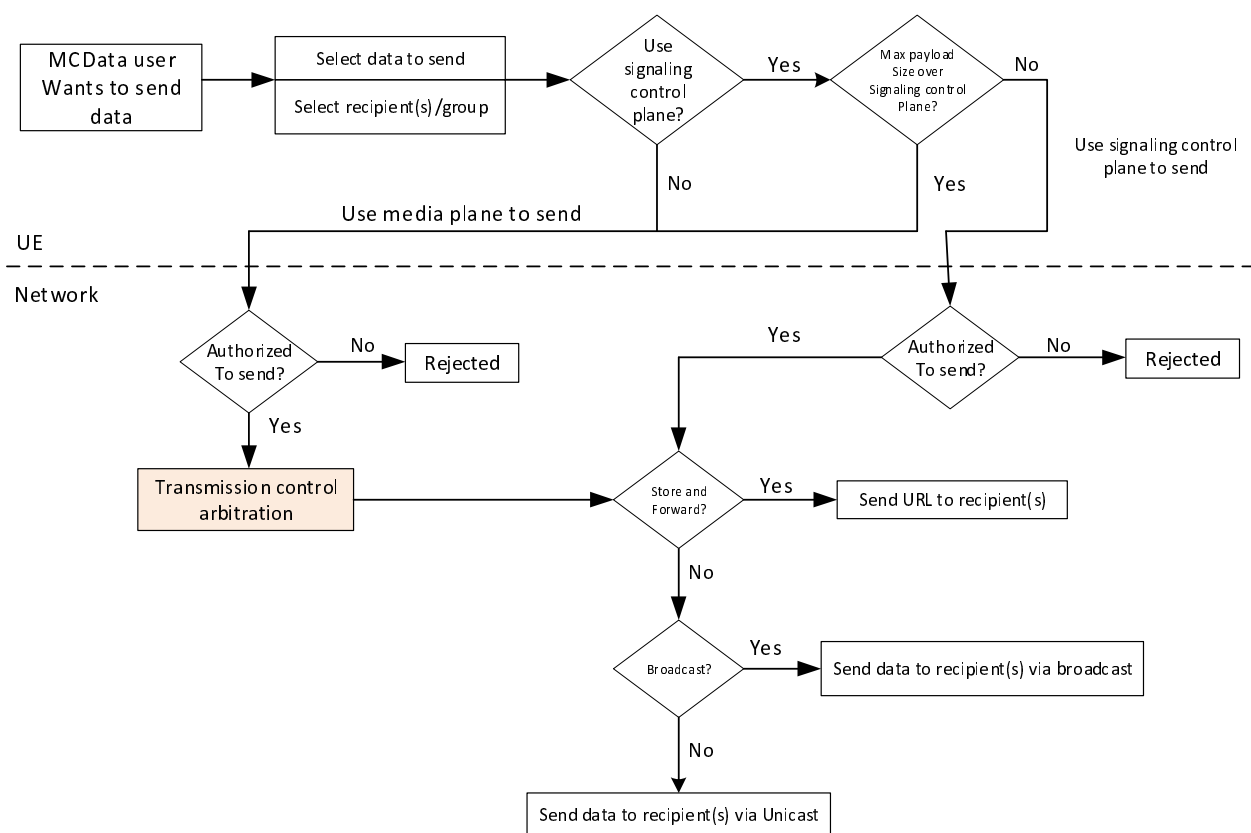 MCData user
Wants to send
data
Select data to send
Select recipient(s)/group
Use
signaling
control
plane?
Yes
Max payload
Size over
Signaling control
Plane?
No
Use signaling control
plane to send
No
Yes
Use media plane to send
UE
Network
Authorized
To send?
No
Rejected
Yes
Yes
Authorized
To send?
No
Rejected
Transmission control
arbitration
Store and
Forward?
Yes
Send URL to recipient(s)
No
Broadcast?
Yes
Send data to recipient(s) via broadcast
No
Send data to recipient(s) via Unicast